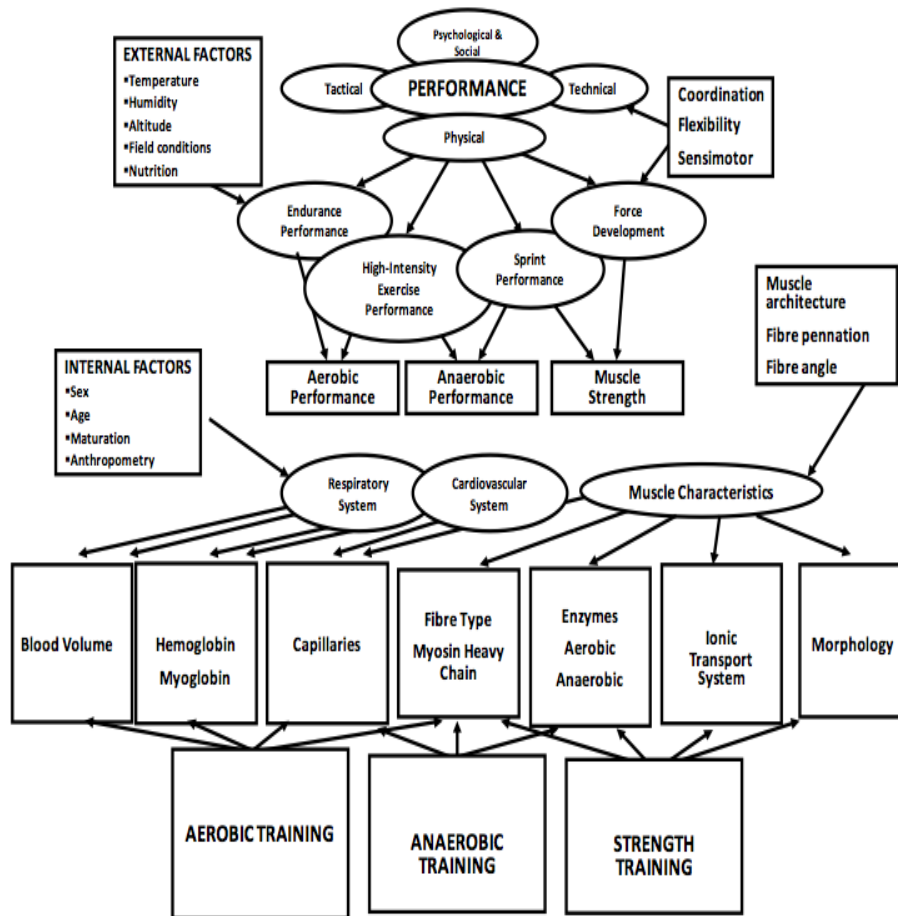 Psychological &
Social
EXTERNAL FACTORS
▪Temperature
▪Humidity
▪Altitude
▪Field conditions
▪Nutrition
Tactical
PERFORMANCE
Technical
Coordination
Flexibility
Sensimotor
Physical
Endurance
Performance
Force
Development
High-Intensity
Exercise
Performance
Sprint
Performance
Muscle
architecture
Fibre pennation
Fibre angle
INTERNAL FACTORS
▪Sex
▪Age
▪Maturation
▪Anthropometry
Aerobic
Performance
Anaerobic
Performance
Muscle
Strength
Respiratory
System
Cardiovascular
System
Muscle Characteristics
Blood Volume
Hemoglobin
Myoglobin
Capillaries
Fibre Type
Myosin Heavy
Chain
Enzymes
Aerobic
Anaerobic
Ionic
Transport
System
Morphology
AEROBIC TRAINING
ANAEROBIC
TRAINING
STRENGTH
TRAINING